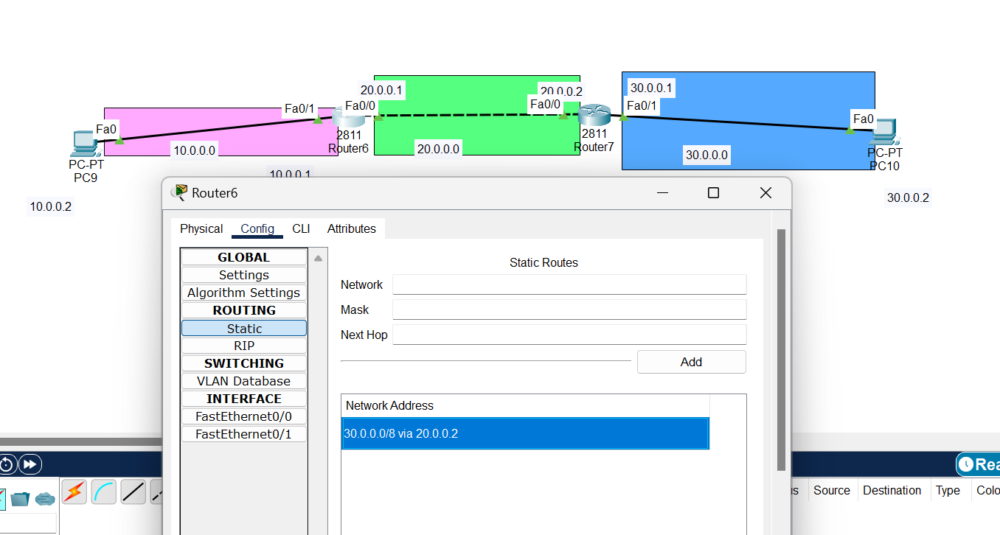 20.0.0.1
20.0.0.2
30.0.0.1
Fa0/1
Fa0/0
Fa0/0
Fa0/1
Fa0
Fa0
2811
Router6
2811
Router7
10.0.0.0
20.0.0.0
30.0.0.0
PC-PT
PC9
PC-PT
PC10
10.0.0.1
10.0.0.2
30.0.0.2
Router6
Physical Config CLI Attributes
GLOBAL
Settings
Algorithm Settings
ROUTING
Static
RIP
SWITCHING
VLAN Database
INTERFACE
FastEthernet0/0
FastEthernet0/1
Static Routes
Network
Mask
Next Hop
Add
Network Address
30.0.0.0/8 via 20.0.0.2
Rea
Source Destination Type Colo